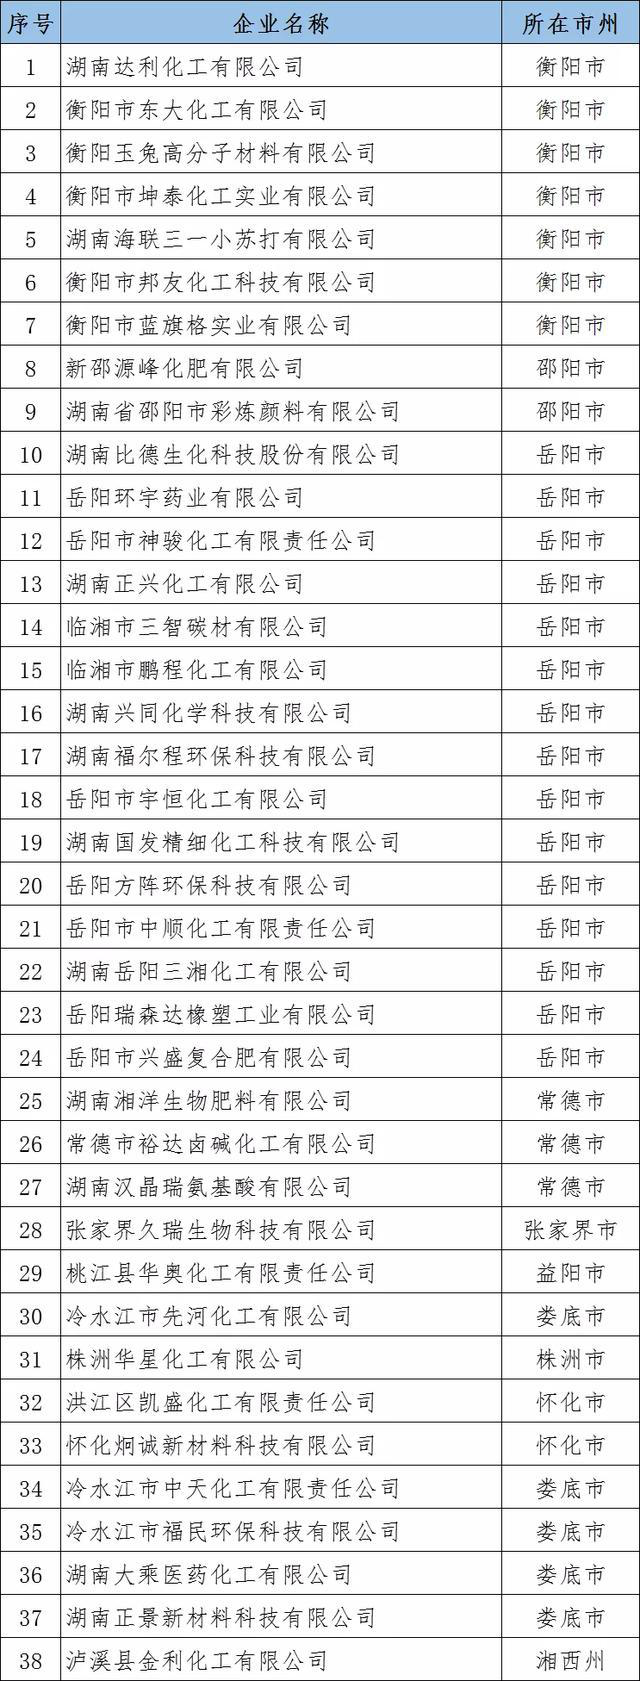 序号 企业名称 所在市州
1 湖南达利化工有限公司 衡阳市
2 衡阳市东大化工有限公司 衡阳市
3 衡阳玉兔高分子材料有限公司 衡阳市
4 衡阳市坤泰化工实业有限公司 衡阳市
5 湖南海联三一小苏打有限公司 衡阳市
6 衡阳市邦友化工科技有限公司 衡阳市
7 衡阳市蓝旗格实业有限公司 衡阳市
8 新邵源峰化肥有限公司 邵阳市
9 湖南省邵阳市彩炼颜料有限公司 邵阳市
10 湖南比德生化科技股份有限公司 岳阳市
11 岳阳环宇药业有限公司 岳阳市
12 岳阳市神骏化工有限责任公司 岳阳市
13 湖南正兴化工有限公司 岳阳市
14 临湘市三智碳材有限公司 岳阳市
15 临湘市鹏程化工有限公司 岳阳市
16 湖南兴同化学科技有限公司 岳阳市
17 湖南福尔程环保科技有限公司 岳阳市
18 岳阳市宇恒化工有限公司 岳阳市
19 湖南国发精细化工科技有限公司 岳阳市
20 岳阳方阵环保科技有限公司 岳阳市
21 岳阳市中顺化工有限责任公司 岳阳市
22 湖南岳阳三湘化工有限公司 岳阳市
23 岳阳瑞森达橡塑工业有限公司 岳阳市
24 岳阳市兴盛复合肥有限公司 岳阳市
25 湖南湘洋生物肥料有限公司 常德市
26 常德市裕达卤碱化工有限公司 常德市
27 湖南汉晶瑞氨基酸有限公司 常德市
28 张家界久瑞生物科技有限公司 张家界市
29 桃江县华奥化工有限责任公司 益阳市
30 冷水江市先河化工有限公司 娄底市
31 株洲华星化工有限公司 株洲市
32 洪江区凯盛化工有限责任公司 怀化市
33 怀化炯诚新材料科技有限公司 怀化市
34 冷水江市中天化工有限责任公司 娄底市
35 冷水江市福民环保科技有限公司 娄底市
36 湖南大乘医药化工有限公司 娄底市
37 湖南正景新材料科技有限公司 娄底市
38 泸溪县金利化工有限公司 湘西州